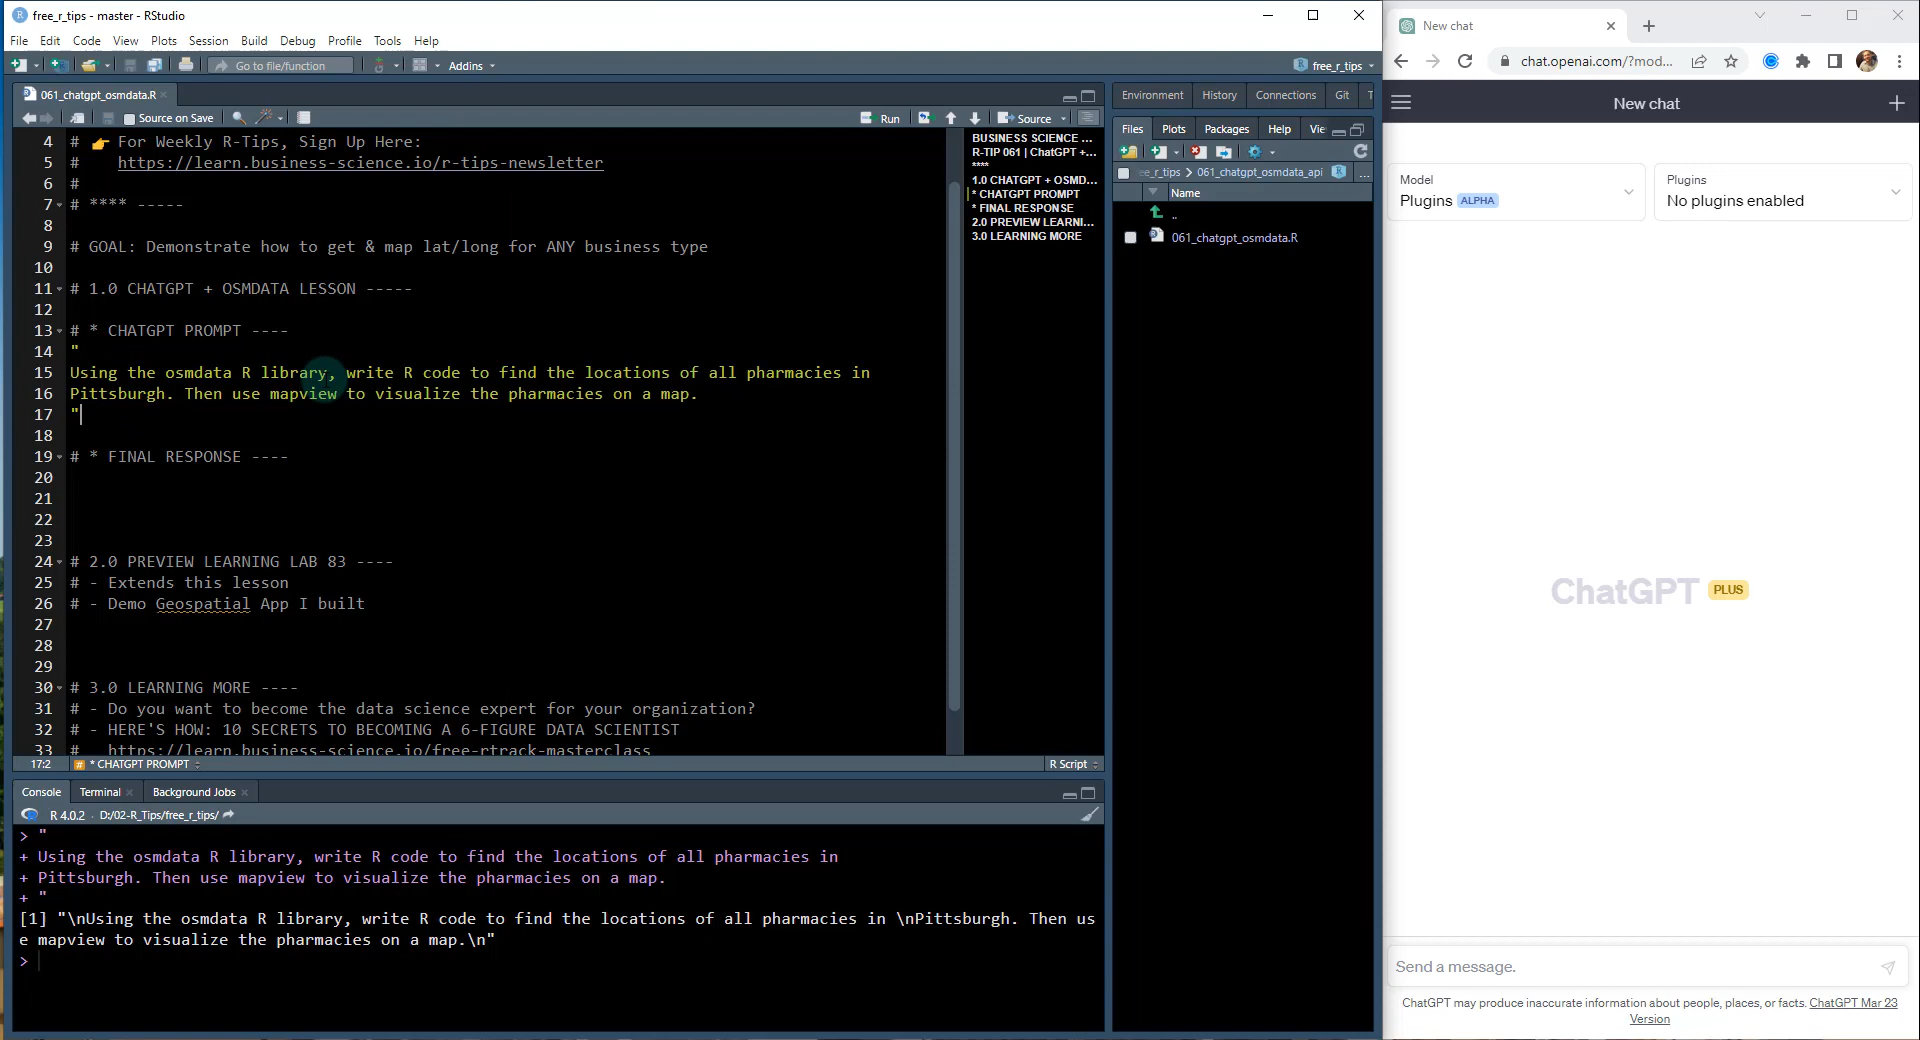 free_r_tips - master - RStudio
File Edit Code View Plots Session Build Debug Profile Tools Help
Go to file/function
Addins
free_r_tips
061_chatgpt_osmdata.R
Source on Save
Run
Source
4 # 👉 For Weekly R-Tips, Sign Up Here:
5 # https://learn.business-science.io/r-tips-newsletter
6 #
7 # **** -----
8
9 # GOAL: Demonstrate how to get & map lat/long for ANY business type
10
11 # 1.0 CHATGPT + OSMDATA LESSON -----
12
13 # * CHATGPT PROMPT ----
14 "
15 Using the osmdata R library, write R code to find the locations of all pharmacies in
16 Pittsburgh. Then use mapview to visualize the pharmacies on a map.
17 "
18
19 # * FINAL RESPONSE ----
20
21
22
23
24 # 2.0 PREVIEW LEARNING LAB 83 ----
25 # - Extends this lesson
26 # - Demo Geospatial App I built
27
28
29
30 # 3.0 LEARNING MORE ----
31 # - Do you want to become the data science expert for your organization?
32 # - HERE'S HOW: 10 SECRETS TO BECOMING A 6-FIGURE DATA SCIENTIST
33 # https://learn.business-science.io/free-rtrack-masterclass
BUSINESS SCIENCE ...
R-TIP 061 | ChatGPT +...
****
1.0 CHATGPT + OSMD...
* CHATGPT PROMPT
* FINAL RESPONSE
2.0 PREVIEW LEARNI...
3.0 LEARNING MORE
17:2
* CHATGPT PROMPT
R Script
Console Terminal Background Jobs
R 4.0.2 · D:/02-R_Tips/free_r_tips/
> "
+ Using the osmdata R library, write R code to find the locations of all pharmacies in
+ Pittsburgh. Then use mapview to visualize the pharmacies on a map.
+ "
[1] "\nUsing the osmdata R library, write R code to find the locations of all pharmacies in \nPittsburgh. Then us
e mapview to visualize the pharmacies on a map.\n"
>
Environment History Connections Git T
Files Plots Packages Help Vie
ee_r_tips > 061_chatgpt_osmdata_api
...
Name
..
061_chatgpt_osmdata.R
New chat
chat.openai.com/?mod...
New chat
Model
Plugins ALPHA
Plugins
No plugins enabled
ChatGPT PLUS
Send a message.
ChatGPT may produce inaccurate information about people, places, or facts. ChatGPT Mar 23
Version